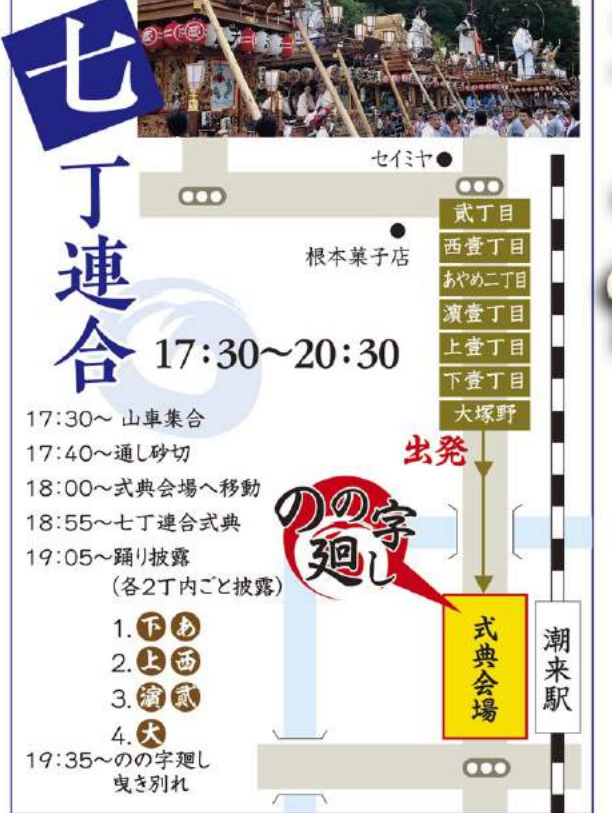 七丁連合
セイミヤ
根本菓子店
貳丁目
西壹丁目
あやめ二丁目
濵壹丁目
上壹丁目
下壹丁目
大塚野
17:30～20:30
出発
17:30～ 山車集合
17:40～通し砂切
18:00～式典会場へ移動
18:55～七丁連合式典
19:05～踊り披露
(各2丁内ごと披露)
1. 下 あ
2. 上 西
3. 濵 貳
4. 大
19:35～のの字廻し
曳き別れ
のの字
廻し
式典会場
潮来駅